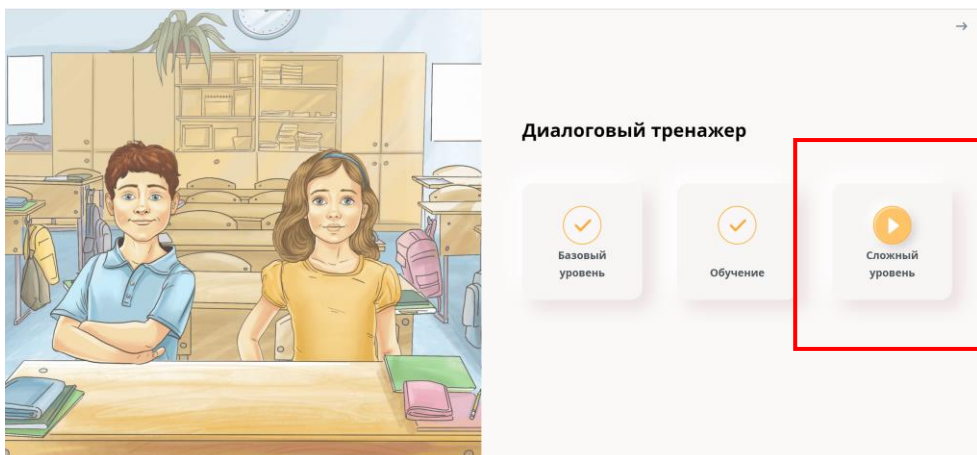 Диалоговый тренажер
Базовый
уровень
Обучение
Сложный
уровень